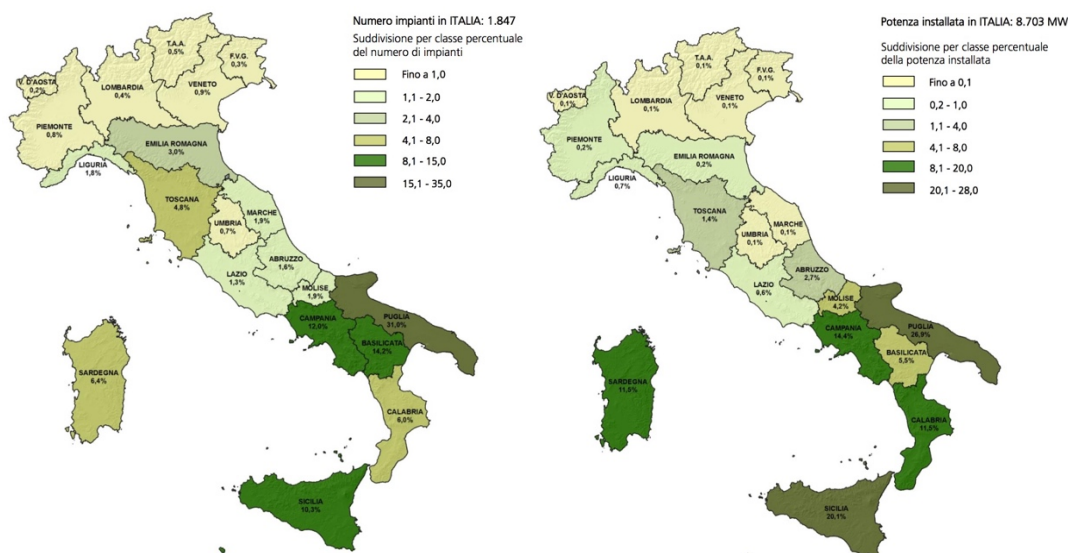 Numero impianti in ITALIA: 1.847
Suddivisione per classe percentuale
del numero di impianti
Fino a 1,0
1,1 - 2,0
2,1 - 4,0
4,1 - 8,0
8,1 - 15,0
15,1 - 35,0
T.A.A.
0,5%
F.V.G.
0,3%
V. D'AOSTA
0,2%
LOMBARDIA
0,4%
VENETO
0,9%
PIEMONTE
0,8%
EMILIA ROMAGNA
3,0%
LIGURIA
1,8%
TOSCANA
4,8%
MARCHE
1,9%
UMBRIA
0,7%
ABRUZZO
1,6%
LAZIO
1,3%
MOLISE
1,9%
CAMPANIA
12,0%
PUGLIA
31,9%
BASILICATA
14,2%
SARDEGNA
6,4%
CALABRIA
6,0%
SICILIA
10,3%
Potenza installata in ITALIA: 8.703 MW
Suddivisione per classe percentuale
della potenza installata
Fino a 0,1
0,2 - 1,0
1,1 - 4,0
4,1 - 8,0
8,1 - 20,0
20,1 - 28,0
T.A.A.
0,1%
F.V.G.
0,1%
V. D'AOSTA
0,1%
LOMBARDIA
0,1%
VENETO
0,1%
PIEMONTE
0,2%
EMILIA ROMAGNA
0,2%
LIGURIA
0,7%
TOSCANA
1,4%
MARCHE
0,1%
UMBRIA
0,1%
ABRUZZO
2,7%
LAZIO
MOLISE
4,2%
CAMPANIA
14,4%
PUGLIA
26,9%
BASILICATA
5,5%
SARDEGNA
CALABRIA
SICILIA
20,1%